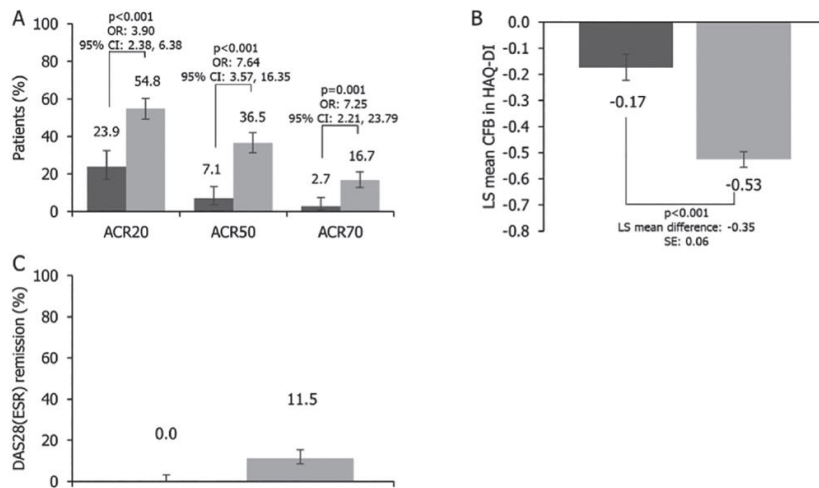 A
100
80
60
40
20
0
Patients (%)
p<0.001
OR: 3.90
95% CI: 2.38, 6.38
p<0.001
OR: 7.64
95% CI: 3.57, 16.35
p=0.001
OR: 7.25
95% CI: 2.21, 23.79
23.9
54.8
7.1
36.5
2.7
16.7
ACR20 ACR50 ACR70
B
0.0
-0.1
-0.2
-0.3
-0.4
-0.5
-0.6
-0.7
-0.8
LS mean CFB in HAQ-DI
-0.17
-0.53
p<0.001
LS mean difference: -0.35
SE: 0.06
C
100
80
60
40
20
0
DAS28(ESR) remission (%)
0.0
11.5